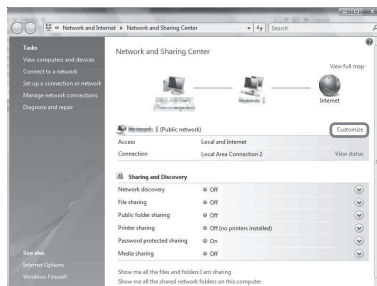 « Network and Internet ▸ Network and Sharing Center
Search
Tasks
View computers and devices
Connect to a network
Set up a connection or network
Manage network connections
Diagnose and repair
See also
Internet Options
Windows Firewall
Network and Sharing Center
View full map
1
Internet
1 (Public network)
Customize
Access Local and Internet
Connection Local Area Connection 2 View status
Sharing and Discovery
Network discovery Off
File sharing Off
Public folder sharing Off
Printer sharing Off (no printers installed)
Password protected sharing On
Media sharing Off
Show me all the files and folders I am sharing
Show me all the shared network folders on this computer